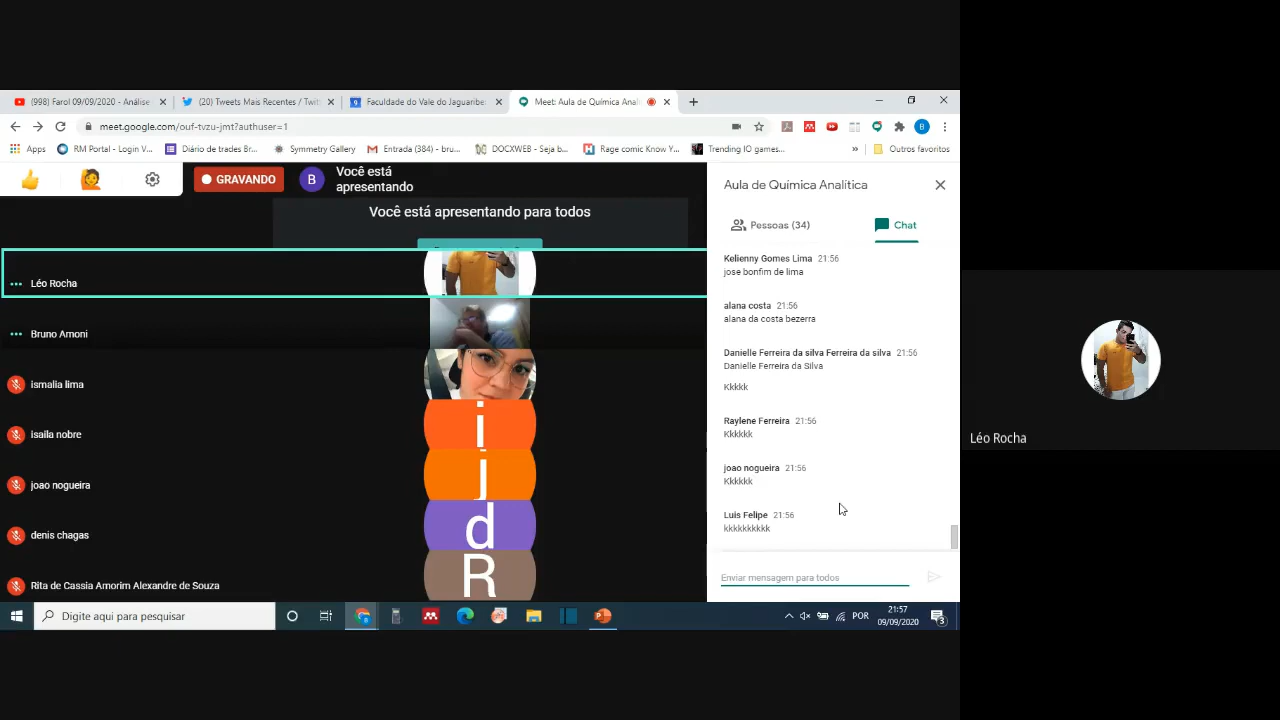 (998) Farol 09/09/2020 - Análise
(20) Tweets Mais Recentes / Twitt
Faculdade do Vale do Jaguaribe:
Meet: Aula de Química Anali
meet.google.com/ouf-tvzu-jmt?authuser=1
Apps
RM Portal - Login V...
Diário de trades Br...
Symmetry Gallery
Entrada (384) - bru...
DOCXWEB - Seja b...
Rage comic Know Y...
Trending IO games...
»
Outros favoritos
GRAVANDO
B
Você está
apresentando
Você está apresentando para todos
Aula de Química Analítica
Pessoas (34)
Chat
Léo Rocha
Bruno Amoni
ismalia lima
isaila nobre
i
joao nogueira
j
denis chagas
d
Rita de Cassia Amorim Alexandre de Souza
R
Kelienny Gomes Lima 21:56
jose bonfim de lima
alana costa 21:56
alana da costa bezerra
Danielle Ferreira da silva Ferreira da silva 21:56
Danielle Ferreira da Silva
Kkkkk
Raylene Ferreira 21:56
Kkkkkk
joao nogueira 21:56
Kkkkkk
Luis Felipe 21:56
kkkkkkkkkk
Enviar mensagem para todos
Digite aqui para pesquisar
POR
21:57
09/09/2020
3
Léo Rocha